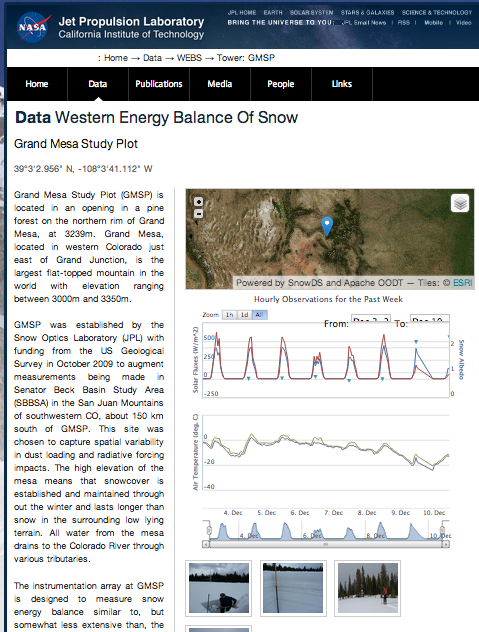 NASA
Jet Propulsion Laboratory
California Institute of Technology
JPL HOME EARTH SOLAR SYSTEM STARS & GALAXIES SCIENCE & TECHNOLOGY
BRING THE UNIVERSE TO YOU: JPL Email News | RSS | Mobile | Video
: Home → Data → WEBS → Tower: GMSP
Home Data Publications Media People Links
Data Western Energy Balance Of Snow
Grand Mesa Study Plot
39°3'2.956" N, -108°3'41.112" W
Grand Mesa Study Plot (GMSP) is
located in an opening in a pine
forest on the northern rim of Grand
Mesa, at 3239m. Grand Mesa,
located in western Colorado just
east of Grand Junction, is the
largest flat-topped mountain in the
world with elevation ranging
between 3000m and 3350m.
GMSP was established by the
Snow Optics Laboratory (JPL) with
funding from the US Geological
Survey in October 2009 to augment
measurements being made in
Senator Beck Basin Study Area
(SBBSA) in the San Juan Mountains
of southwestern CO, about 150 km
south of GMSP. This site was
chosen to capture spatial variability
in dust loading and radiative forcing
impacts. The high elevation of the
mesa means that snowcover is
established and maintained through
out the winter and lasts longer than
snow in the surrounding low lying
terrain. All water from the mesa
drains to the Colorado River through
various tributaries.
The instrumentation array at GMSP
is designed to measure snow
energy balance similar to, but
somewhat less extensive than, the
+
−
Powered by SnowDS and Apache OODT — Tiles: © ESRI
Hourly Observations for the Past Week
Zoom 1h 1d All
From: Dec 3, 2 To: Dec 10,
Solar Fluxes (W/m^2)
500
250
0
-250
2
1
0
Snow Albedo
Air Temperature (deg. C
0
-20
-40
3. Dec 4. Dec 5. Dec 6. Dec 7. Dec 8. Dec 9. Dec 10. Dec
4. Dec 6. Dec 8. Dec 10. Dec